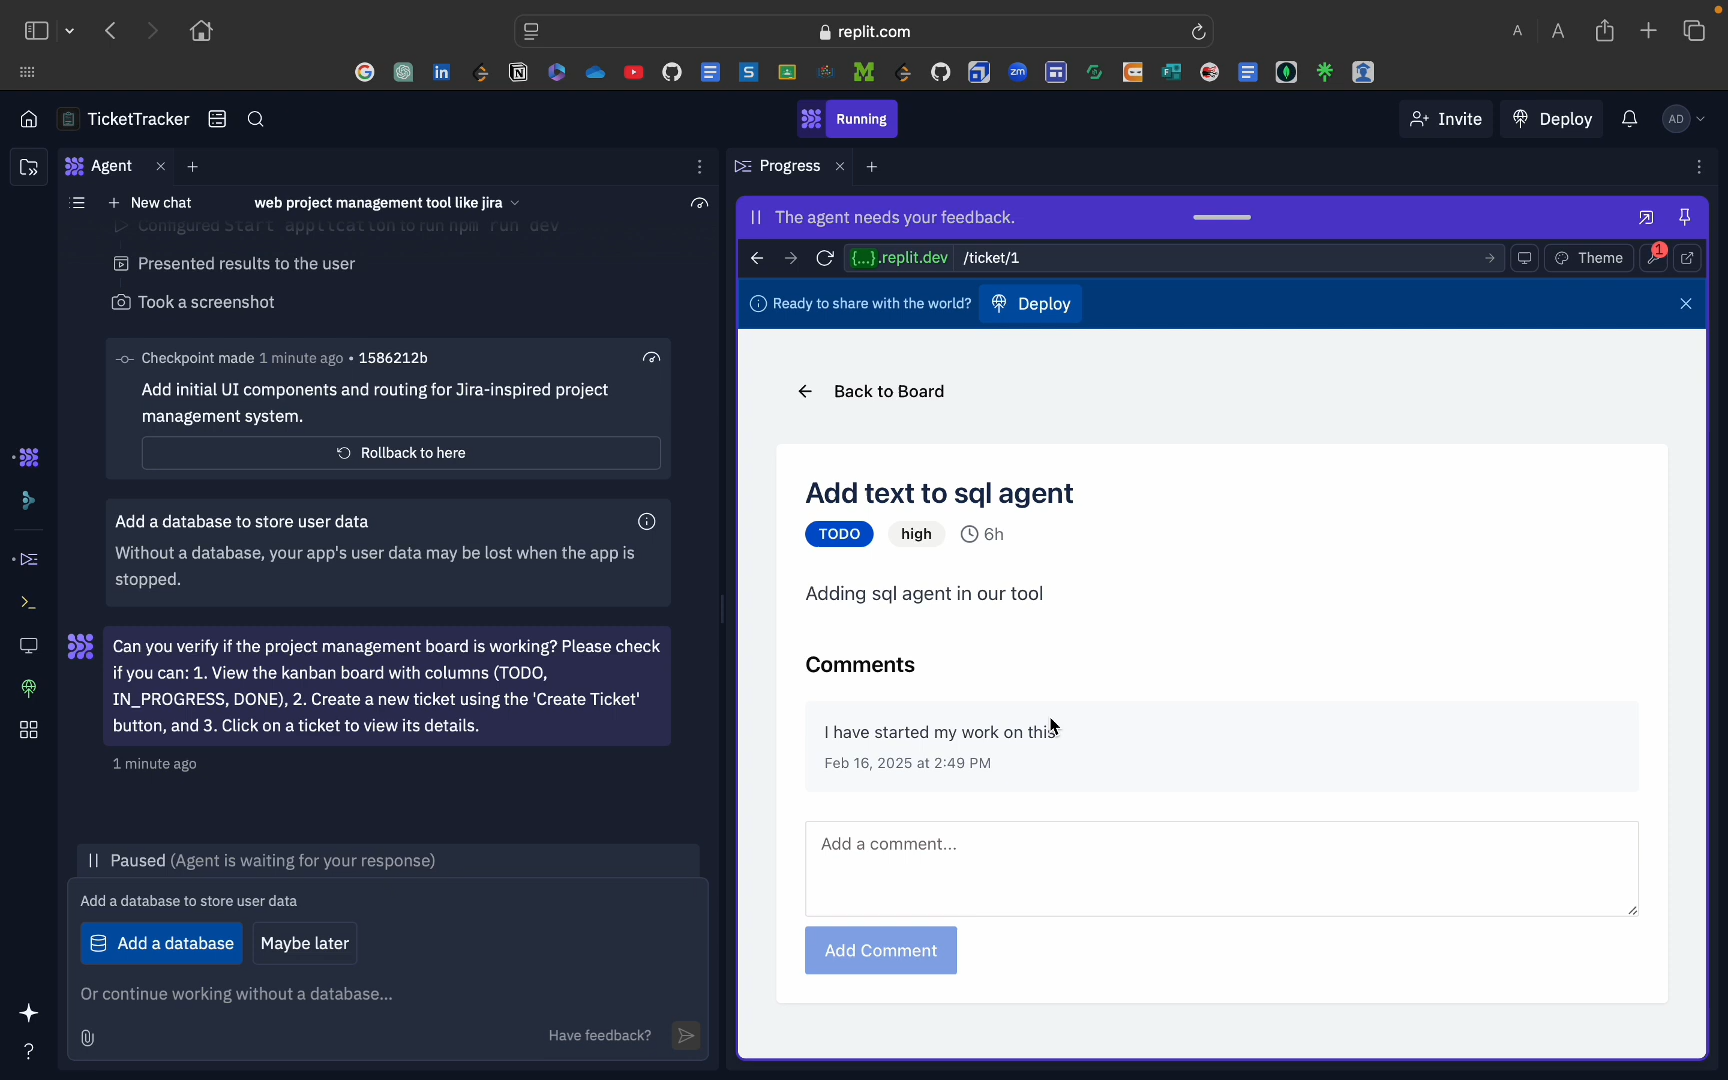 replit.com
A
A
TicketTracker
Running
Invite
Deploy
AD
Agent
Progress
New chat
web project management tool like jira
Configured Start application to run npm run dev
Presented results to the user
Took a screenshot
Checkpoint made 1 minute ago • 1586212b
Add initial UI components and routing for Jira-inspired project
management system.
Rollback to here
Add a database to store user data
Without a database, your app's user data may be lost when the app is
stopped.
Can you verify if the project management board is working? Please check
if you can: 1. View the kanban board with columns (TODO,
IN_PROGRESS, DONE), 2. Create a new ticket using the 'Create Ticket'
button, and 3. Click on a ticket to view its details.
1 minute ago
Paused (Agent is waiting for your response)
Add a database to store user data
Add a database
Maybe later
Or continue working without a database...
Have feedback?
The agent needs your feedback.
{...}.replit.dev
/ticket/1
Theme
1
Ready to share with the world?
Deploy
Back to Board
Add text to sql agent
TODO
high
6h
Adding sql agent in our tool
Comments
I have started my work on this
Feb 16, 2025 at 2:49 PM
Add a comment...
Add Comment